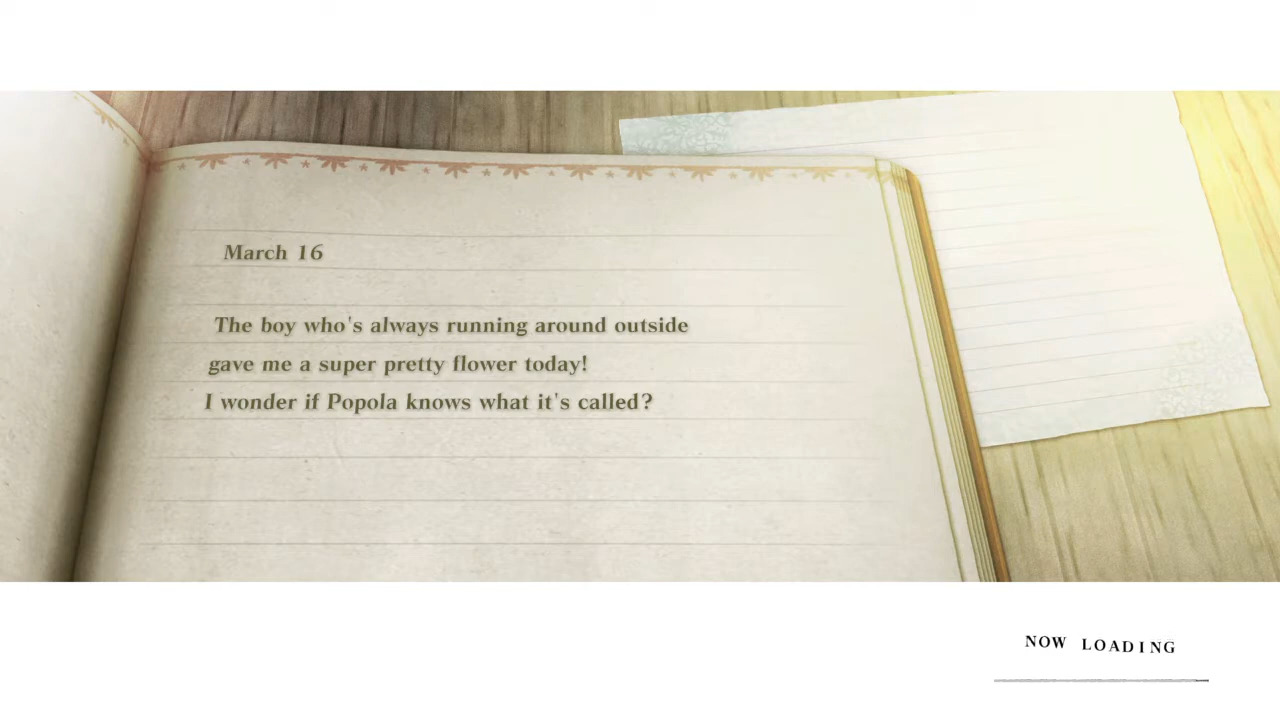 March 16
The boy who's always running around outside
gave me a super pretty flower today!
I wonder if Popola knows what it's called?
NOW LOADING